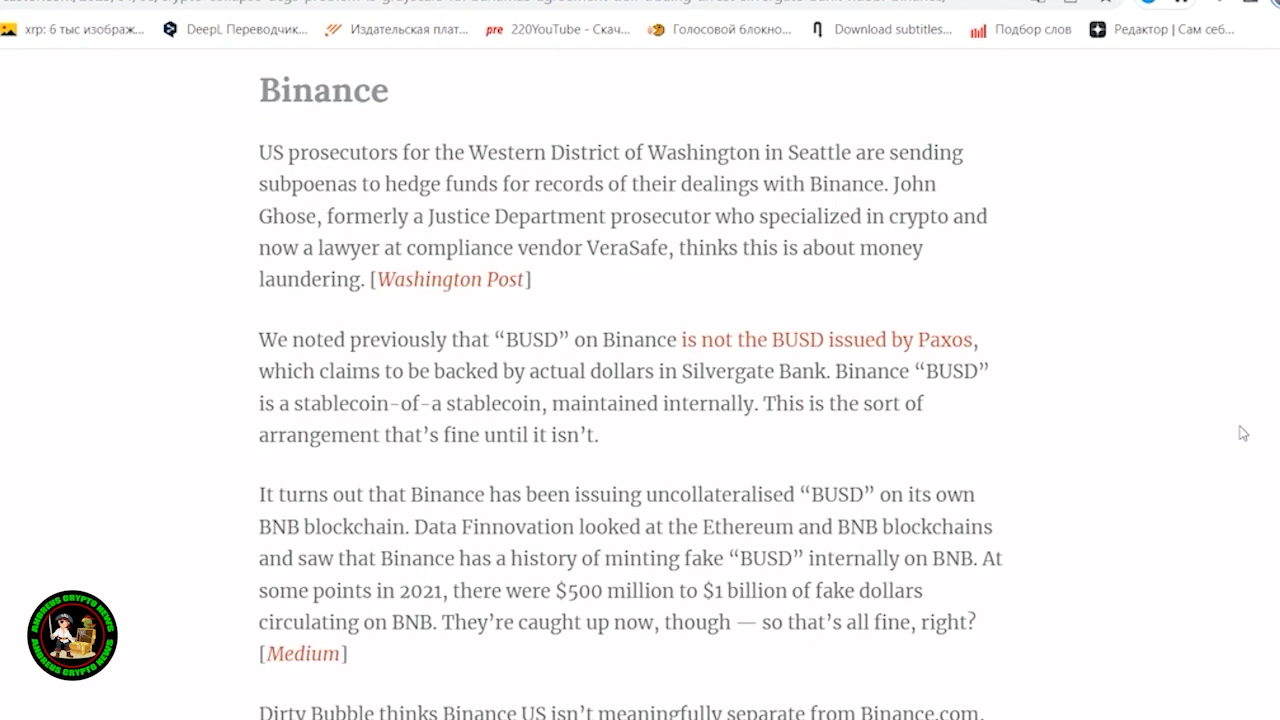 xrp: 6 тыс изображ...
DeepL Переводчик...
Издательская плат...
pre 220YouTube - Скач...
Голосовой блокно...
Download subtitles...
Подбор слов
Редактор | Сам себ...
Binance
US prosecutors for the Western District of Washington in Seattle are sending
subpoenas to hedge funds for records of their dealings with Binance. John
Ghose, formerly a Justice Department prosecutor who specialized in crypto and
now a lawyer at compliance vendor VeraSafe, thinks this is about money
laundering. [Washington Post]
We noted previously that “BUSD” on Binance is not the BUSD issued by Paxos,
which claims to be backed by actual dollars in Silvergate Bank. Binance “BUSD”
is a stablecoin-of-a stablecoin, maintained internally. This is the sort of
arrangement that’s fine until it isn’t.
It turns out that Binance has been issuing uncollateralised “BUSD” on its own
BNB blockchain. Data Finnovation looked at the Ethereum and BNB blockchains
and saw that Binance has a history of minting fake “BUSD” internally on BNB. At
some points in 2021, there were $500 million to $1 billion of fake dollars
circulating on BNB. They’re caught up now, though — so that’s all fine, right?
[Medium]
Dirty Bubble thinks Binance US isn’t meaningfully separate from Binance.com.
ANDREUS CRYPTO NEWS
ANDREUS CRYPTO NEWS